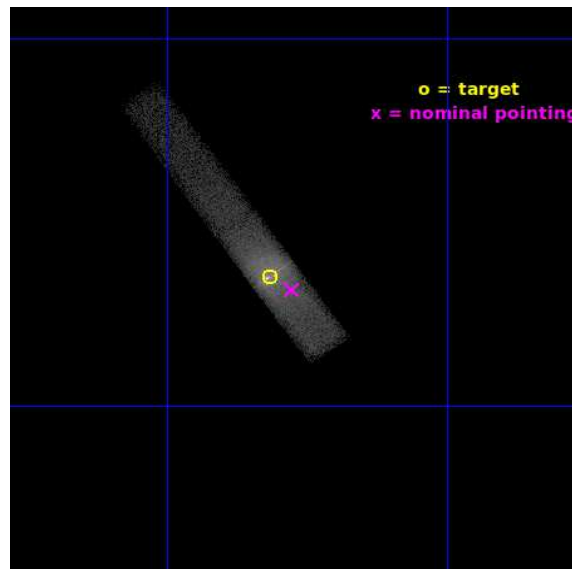 o = target
x = nominal pointing